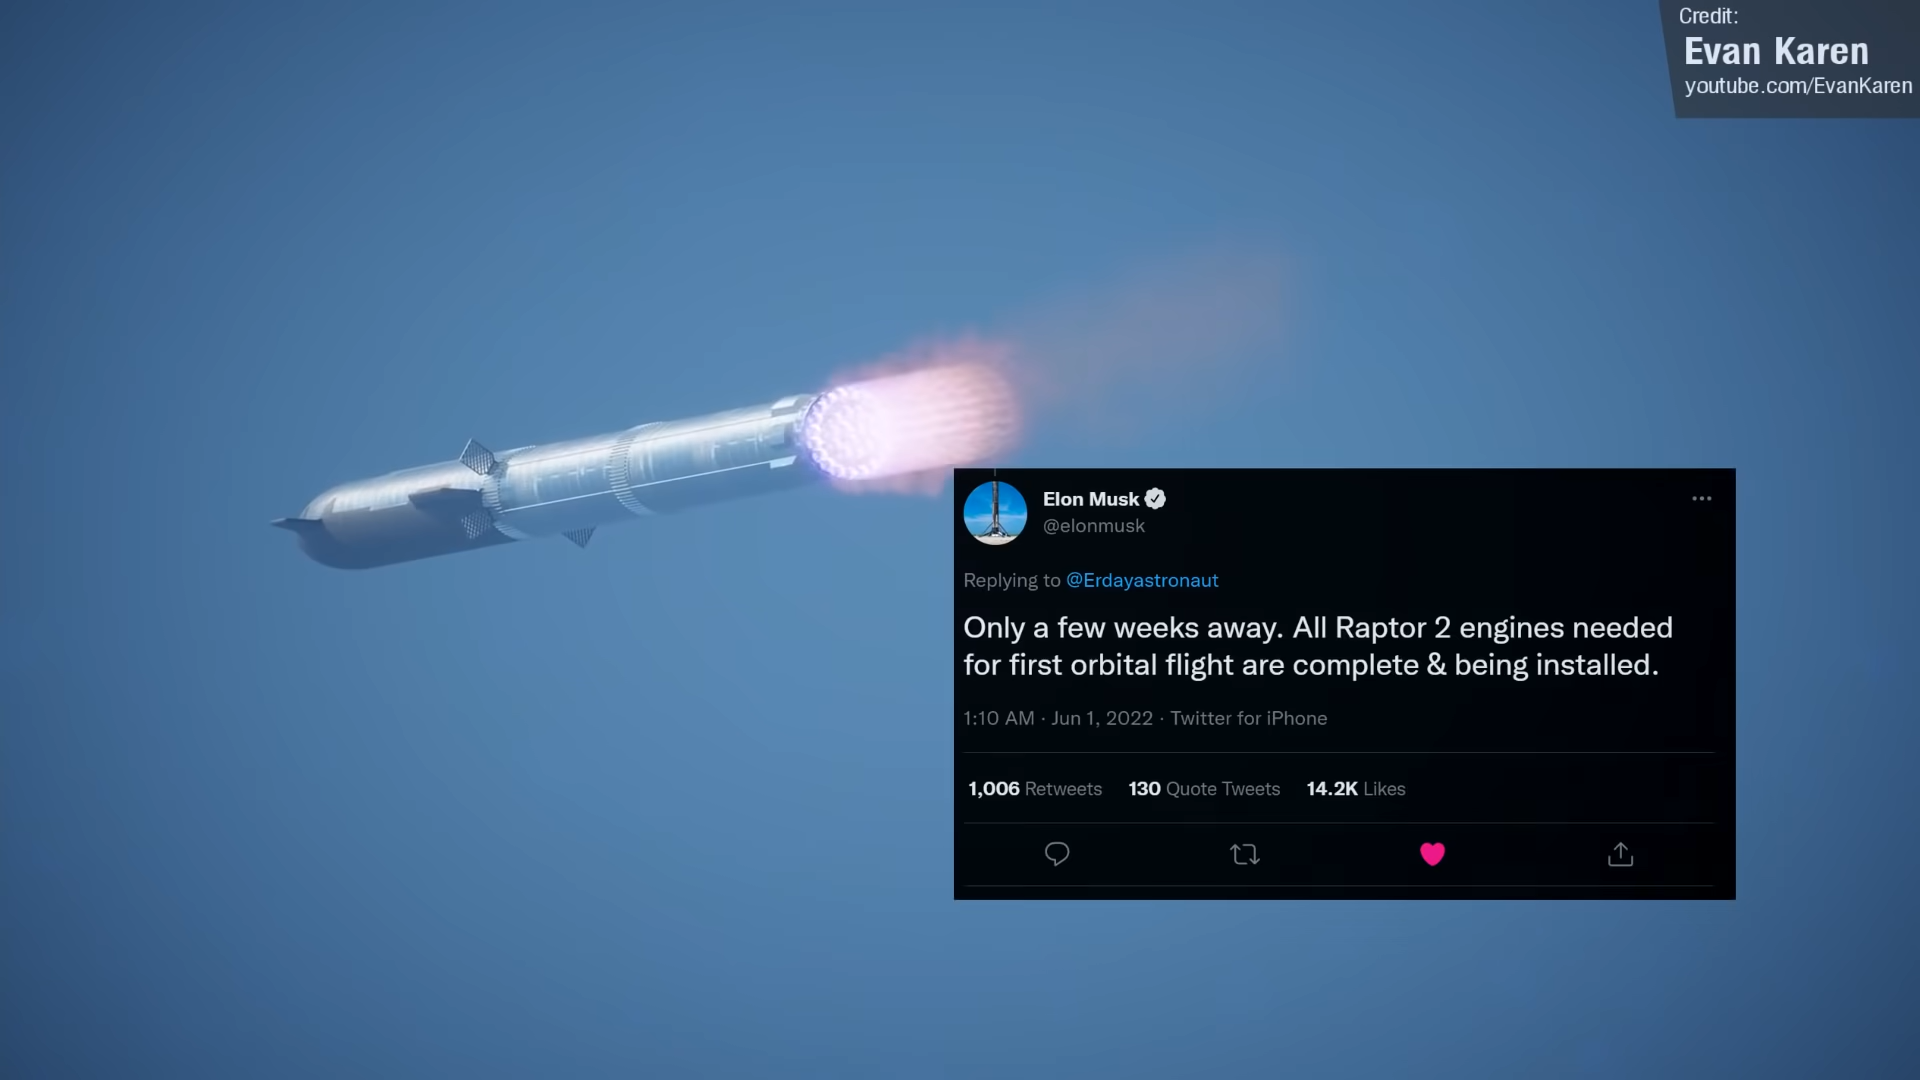 Credit:
Evan Karen
youtube.com/EvanKaren
Elon Musk
@elonmusk
Replying to @Erdayastronaut
Only a few weeks away. All Raptor 2 engines needed
for first orbital flight are complete & being installed.
1:10 AM · Jun 1, 2022 · Twitter for iPhone
1,006 Retweets 130 Quote Tweets 14.2K Likes